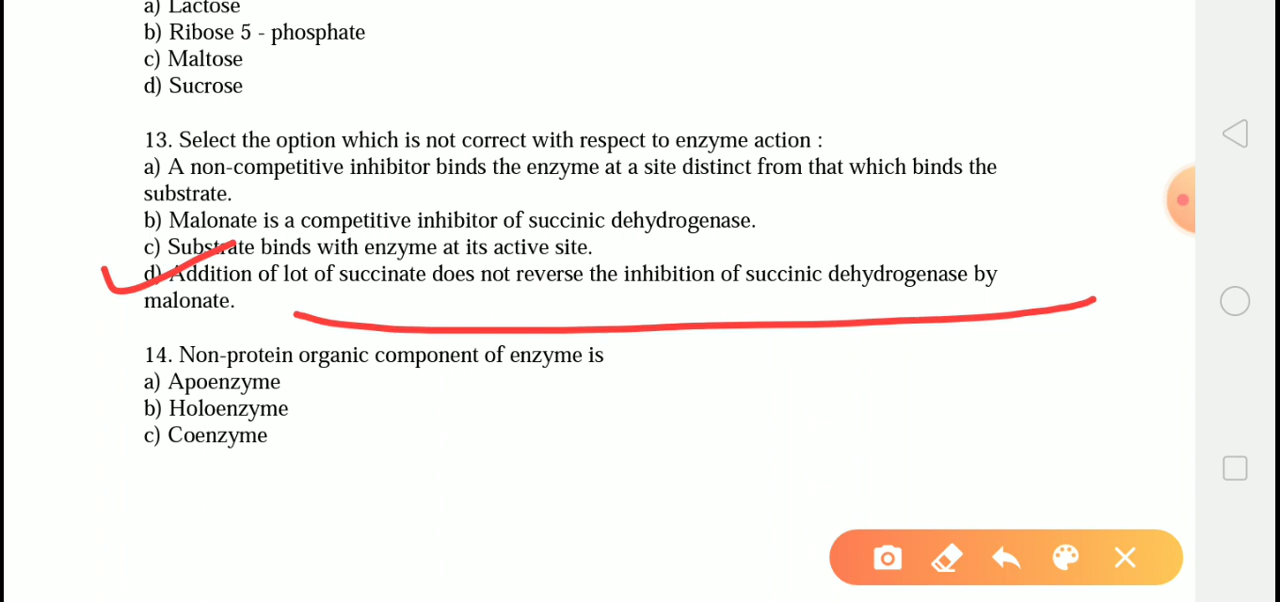 a) Lactose
b) Ribose 5 - phosphate
c) Maltose
d) Sucrose
13. Select the option which is not correct with respect to enzyme action :
a) A non-competitive inhibitor binds the enzyme at a site distinct from that which binds the
substrate.
b) Malonate is a competitive inhibitor of succinic dehydrogenase.
c) Substrate binds with enzyme at its active site.
d) Addition of lot of succinate does not reverse the inhibition of succinic dehydrogenase by
malonate.
14. Non-protein organic component of enzyme is
a) Apoenzyme
b) Holoenzyme
c) Coenzyme